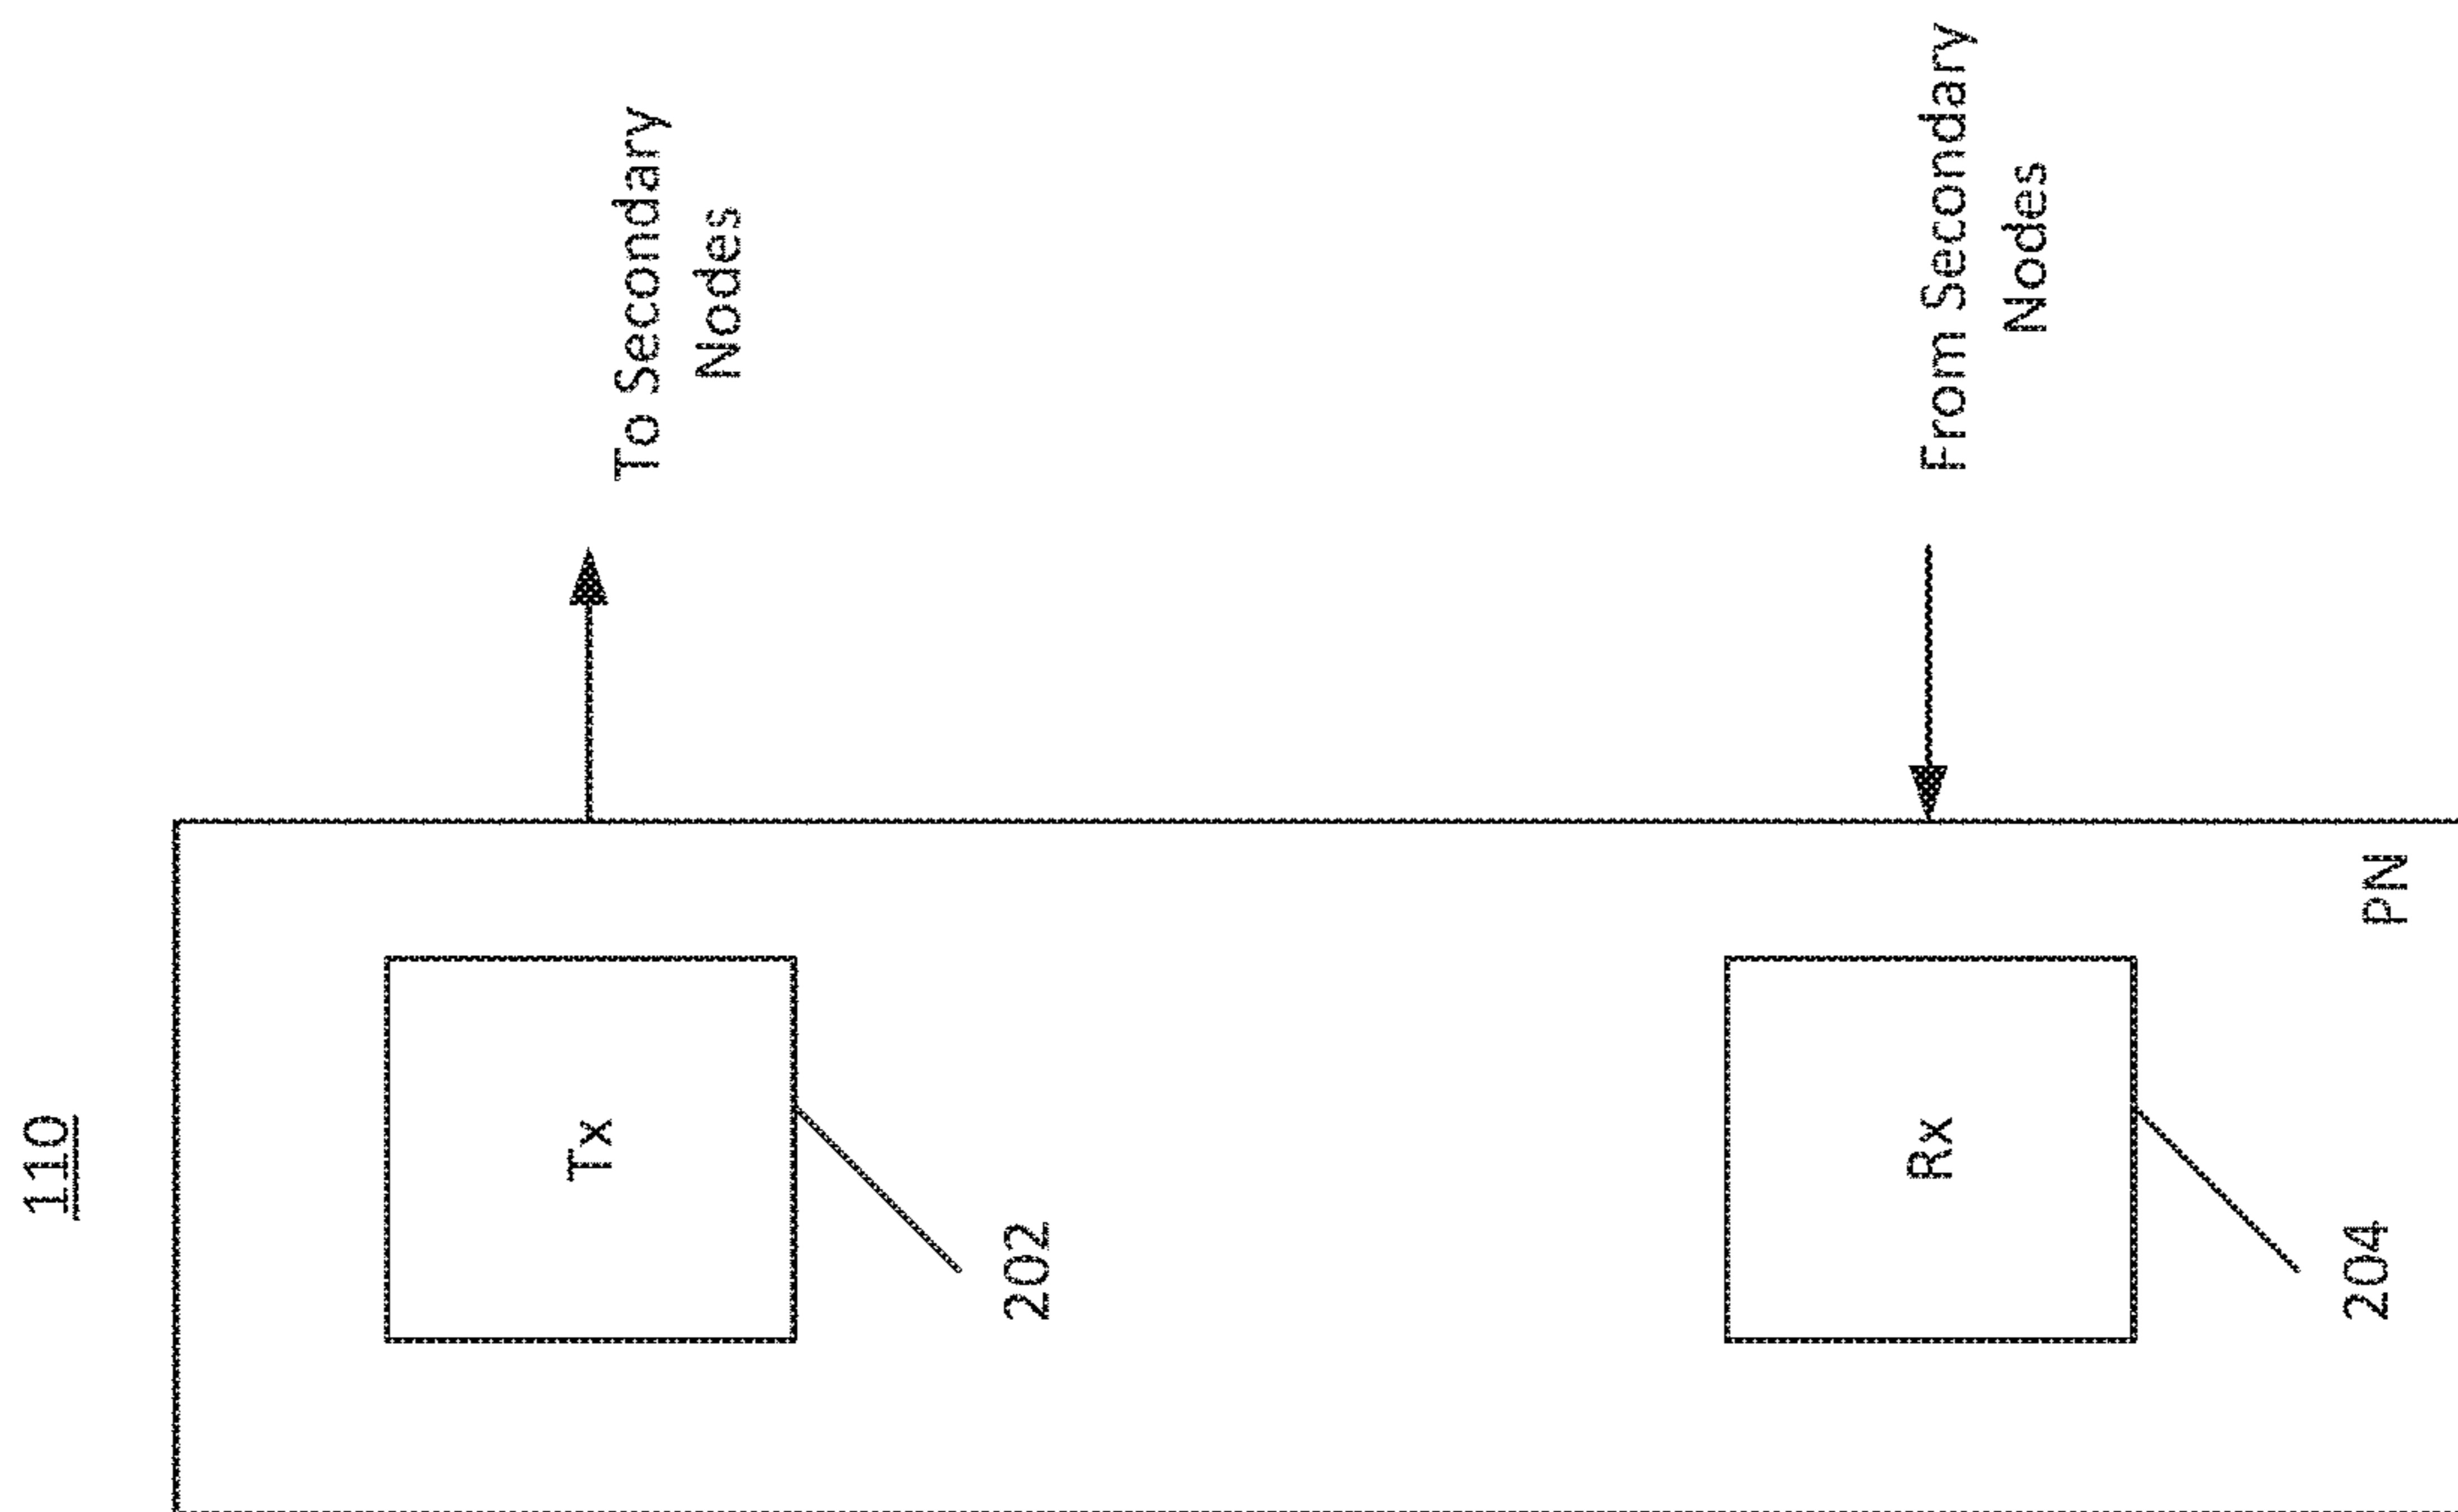 110
Tx
202
To Secondary
Nodes
Rx
204
From Secondary
Nodes
PN